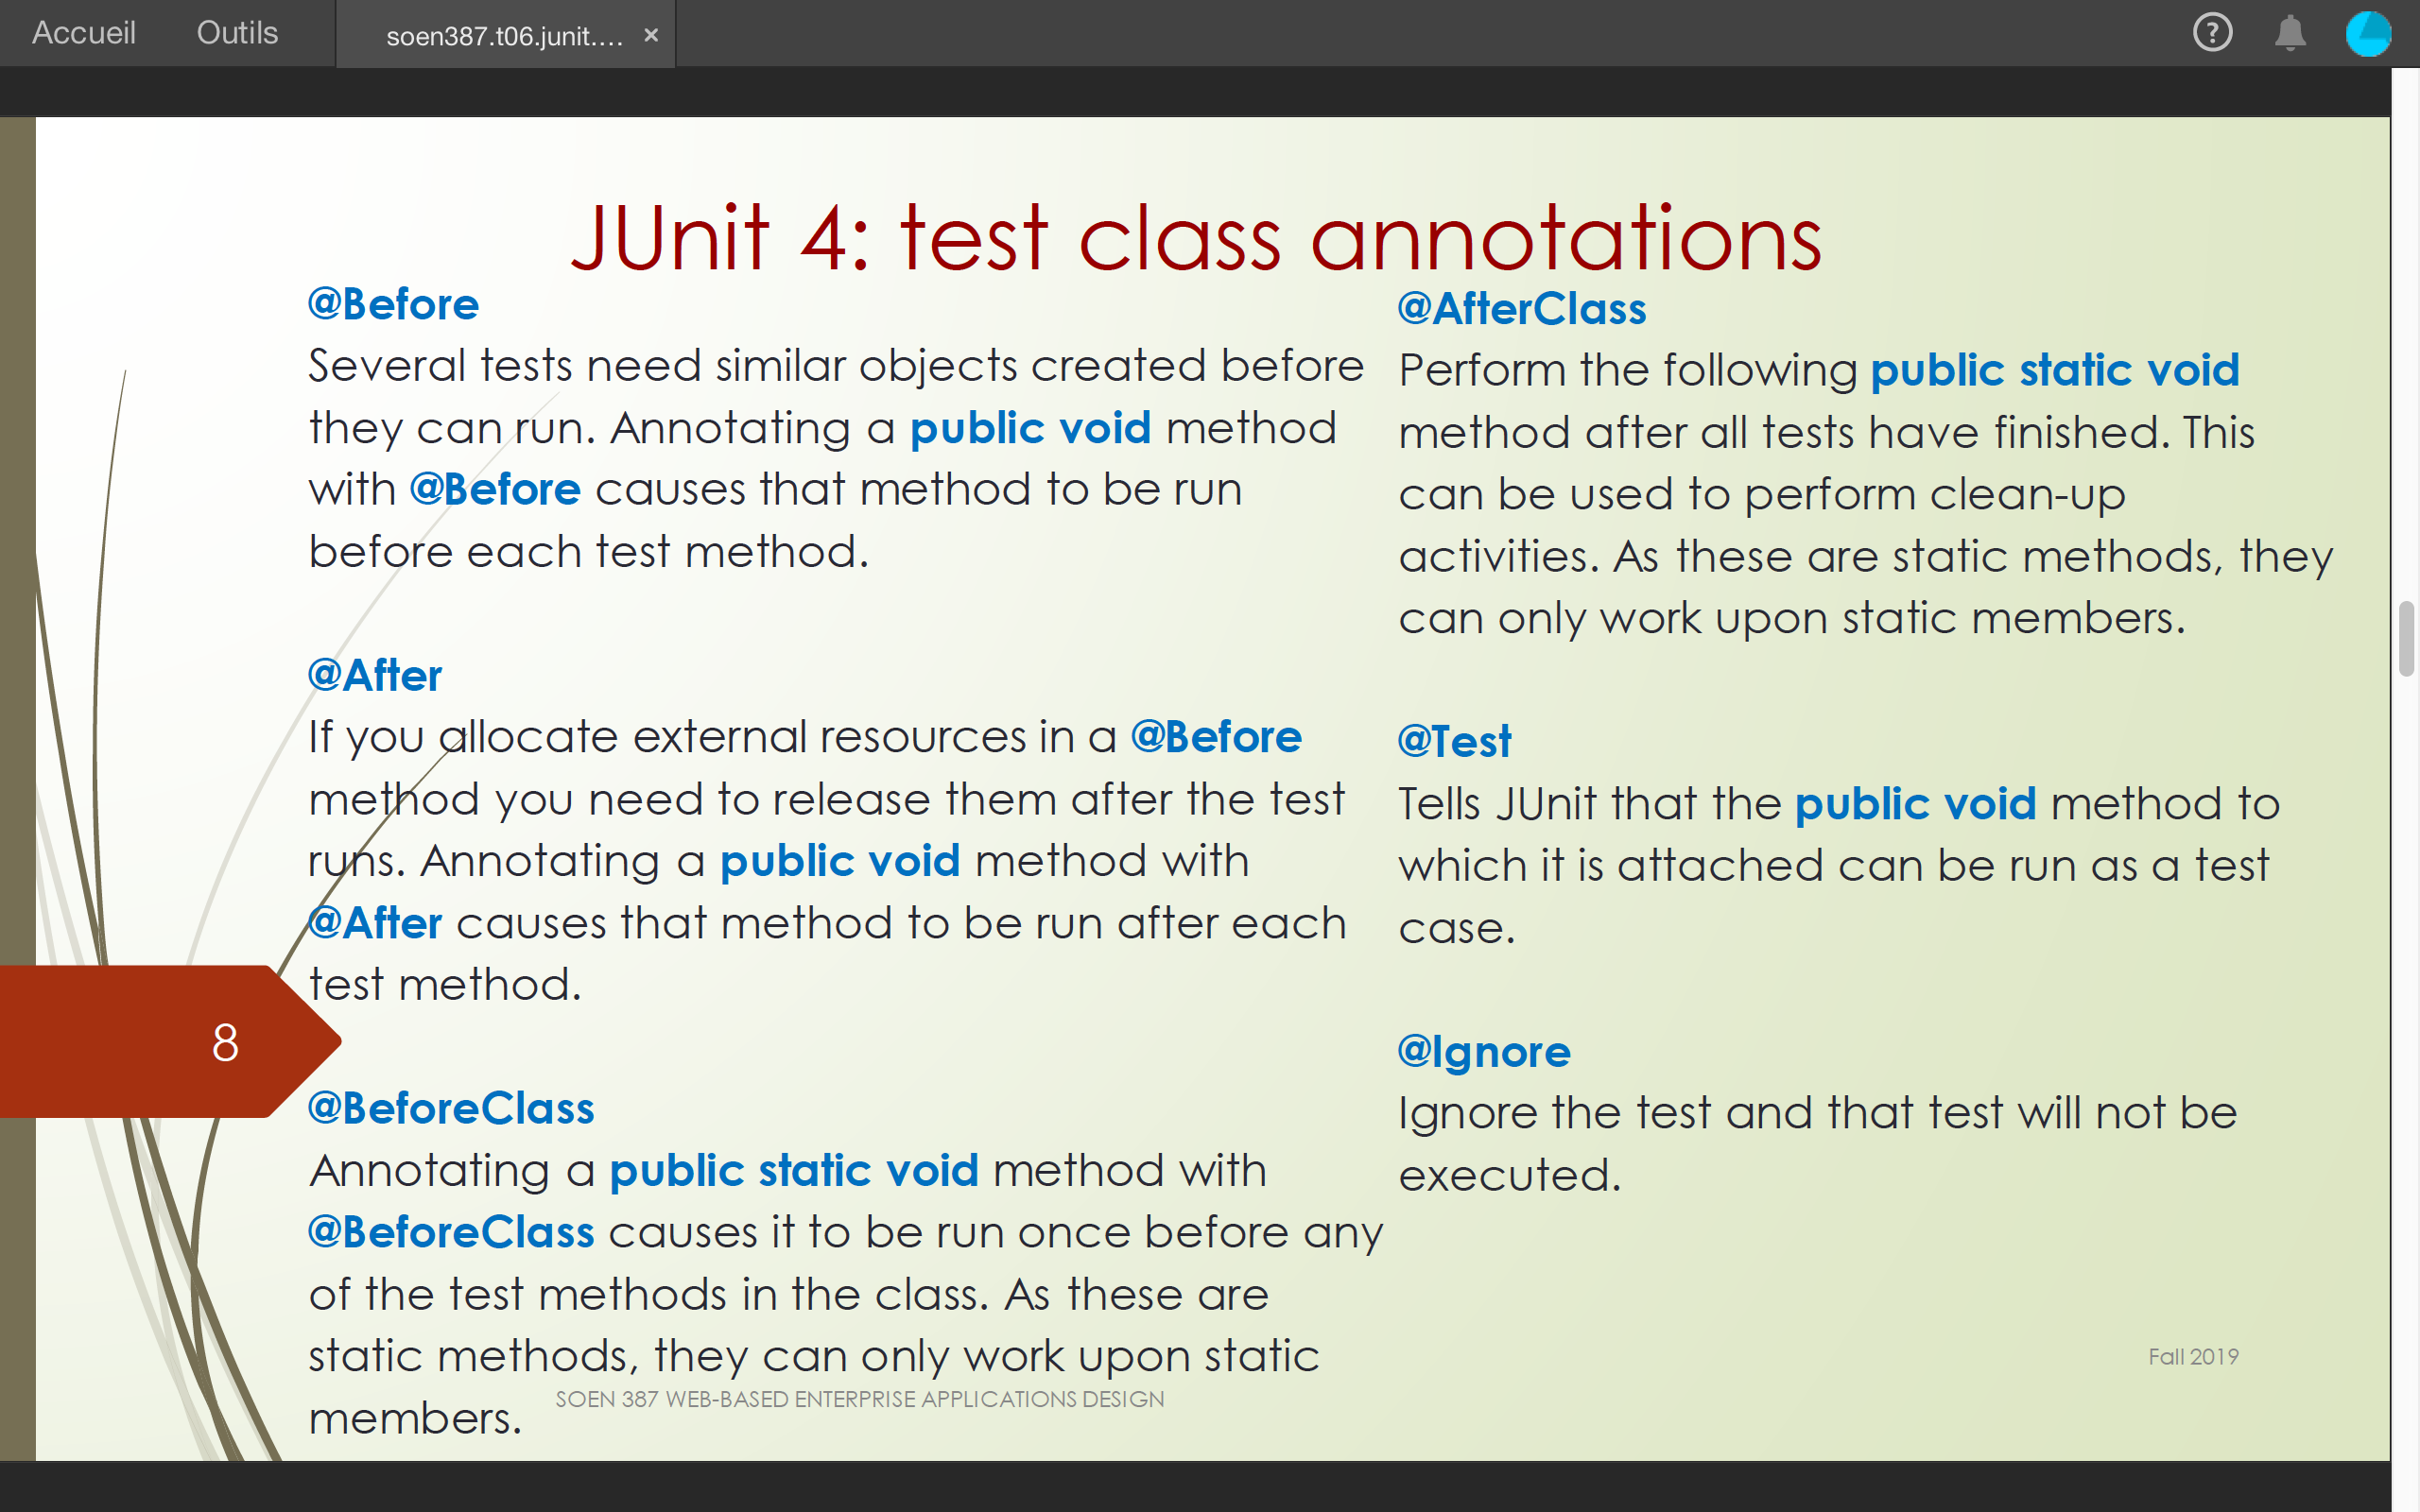 Accueil
Outils
soen387.t06.junit....
JUnit 4: test class annotations
@Before
Several tests need similar objects created before
they can run. Annotating a public void method
with @Before causes that method to be run
before each test method.
@After
If you allocate external resources in a @Before
method you need to release them after the test
runs. Annotating a public void method with
@After causes that method to be run after each
test method.
@BeforeClass
Annotating a public static void method with
@BeforeClass causes it to be run once before any
of the test methods in the class. As these are
static methods, they can only work upon static
members.
@AfterClass
Perform the following public static void
method after all tests have finished. This
can be used to perform clean-up
activities. As these are static methods, they
can only work upon static members.
@Test
Tells JUnit that the public void method to
which it is attached can be run as a test
case.
@Ignore
Ignore the test and that test will not be
executed.
8
SOEN 387 WEB-BASED ENTERPRISE APPLICATIONS DESIGN
Fall 2019